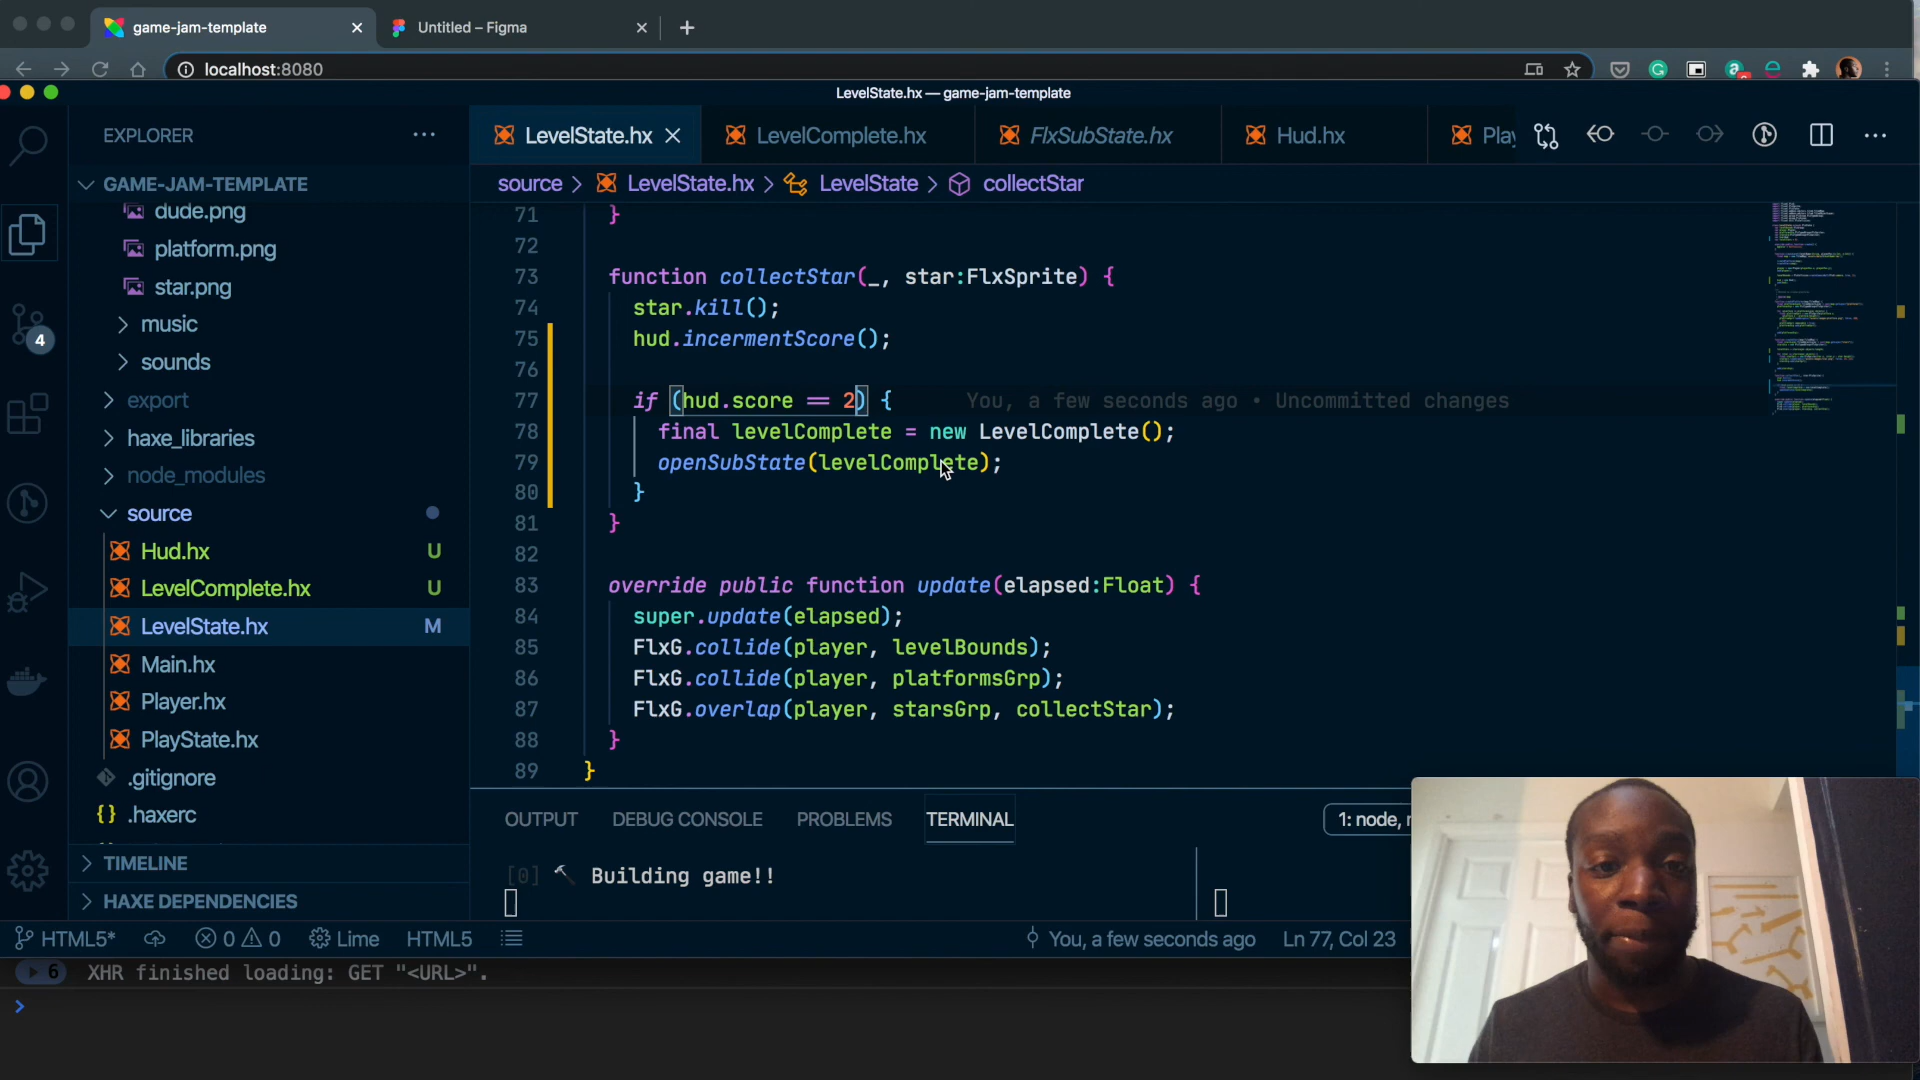 game-jam-template
Untitled – Figma
localhost:8080
LevelState.hx — game-jam-template
EXPLORER
LevelState.hx
LevelComplete.hx
FlxSubState.hx
Hud.hx
Play
GAME-JAM-TEMPLATE
source > LevelState.hx > LevelState > collectStar
dude.png
platform.png
star.png
music
sounds
export
haxe_libraries
node_modules
source
Hud.hx U
LevelComplete.hx U
LevelState.hx M
Main.hx
Player.hx
PlayState.hx
.gitignore
{} .haxerc
TIMELINE
HAXE DEPENDENCIES
4
71 }
72
73 function collectStar(_, star:FlxSprite) {
74 star.kill();
75 hud.incermentScore();
76
77 if (hud.score == 2) { You, a few seconds ago • Uncommitted changes
78 final levelComplete = new LevelComplete();
79 openSubState(levelComplete);
80 }
81 }
82
83 override public function update(elapsed:Float) {
84 super.update(elapsed);
85 FlxG.collide(player, levelBounds);
86 FlxG.collide(player, platformsGrp);
87 FlxG.overlap(player, starsGrp, collectStar);
88 }
89 }
OUTPUT DEBUG CONSOLE PROBLEMS TERMINAL
1: node,
[0] Building game!!
HTML5* 0 0 Lime HTML5
You, a few seconds ago Ln 77, Col 23
6 XHR finished loading: GET "<URL>".
>